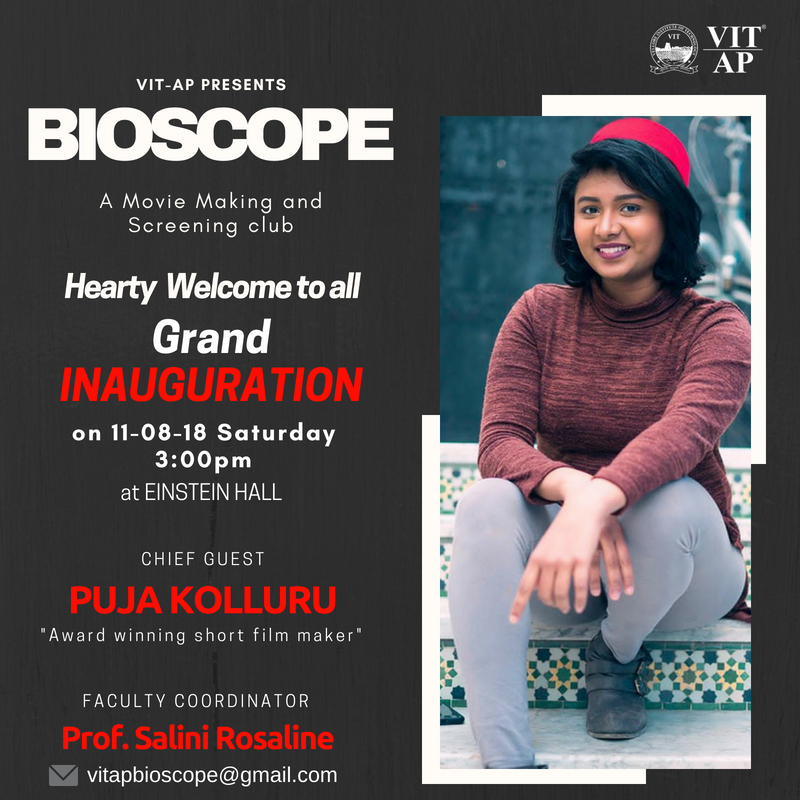 VIT
VIT®
AP
VIT-AP PRESENTS
BIOSCOPE
A Movie Making and
Screening club
Hearty Welcome to all
Grand
INAUGURATION
on 11-08-18 Saturday
3:00pm
at EINSTEIN HALL
CHIEF GUEST
PUJA KOLLURU
"Award winning short film maker"
FACULTY COORDINATOR
Prof. Salini Rosaline
vitapbioscope@gmail.com